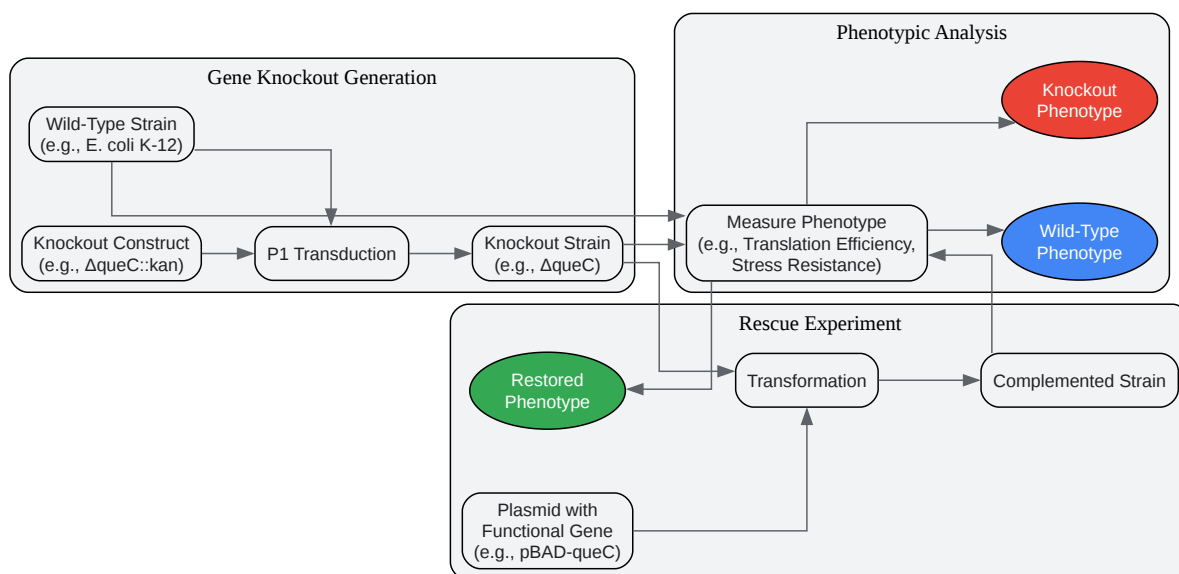 Gene Knockout Generation
Wild-Type Strain
(e.g., E. coli K-12)
Knockout Construct
(e.g., ΔqueC::kan)
P1 Transduction
Knockout Strain
(e.g., ΔqueC)
Phenotypic Analysis
Knockout
Phenotype
Measure Phenotype
(e.g., Translation Efficiency,
Stress Resistance)
Wild-Type
Phenotype
Rescue Experiment
Restored
Phenotype
Transformation
Complemented Strain
Plasmid with
Functional Gene
(e.g., pBAD-queC)